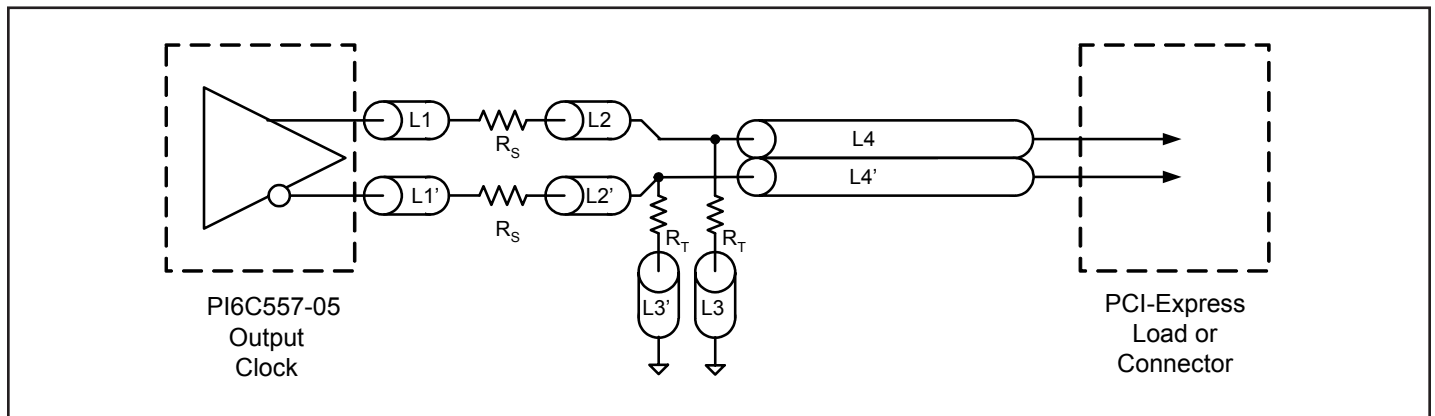 L1
R_S
L2
L4
L4'
L1'
R_S
L2'
R_T
R_T
L3'
L3
PI6C557-05
Output
Clock
PCI-Express
Load or
Connector